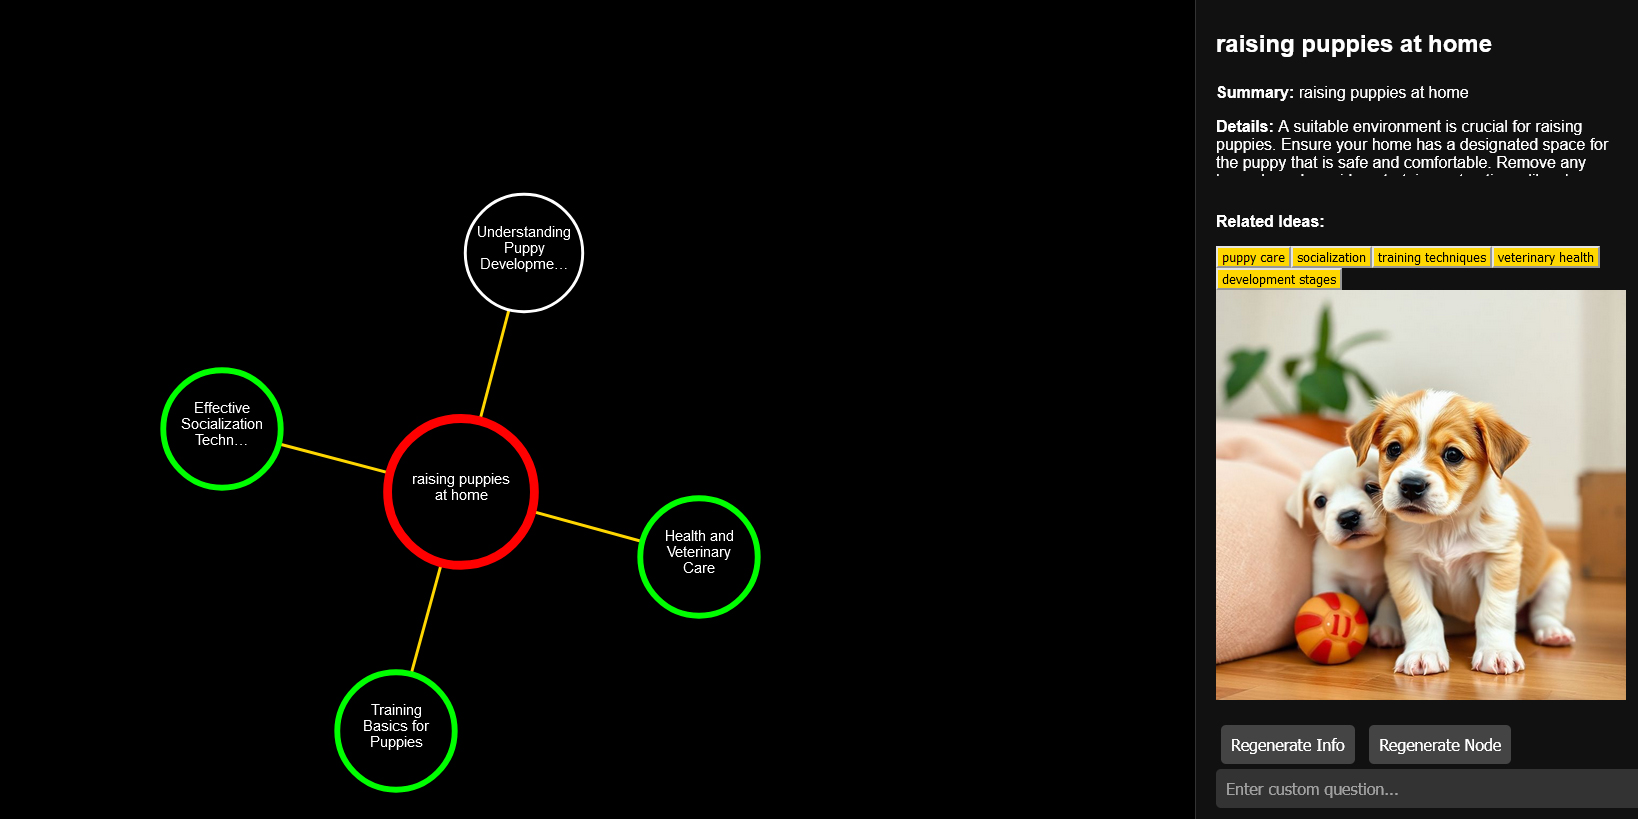 Understanding
Puppy
Developme…
Effective
Socialization
Techn…
raising puppies
at home
Health and
Veterinary
Care
Training
Basics for
Puppies
raising puppies at home
Summary: raising puppies at home
Details: A suitable environment is crucial for raising
puppies. Ensure your home has a designated space for
the puppy that is safe and comfortable. Remove any
Related Ideas:
puppy care socialization training techniques veterinary health
development stages
Regenerate Info Regenerate Node
Enter custom question...